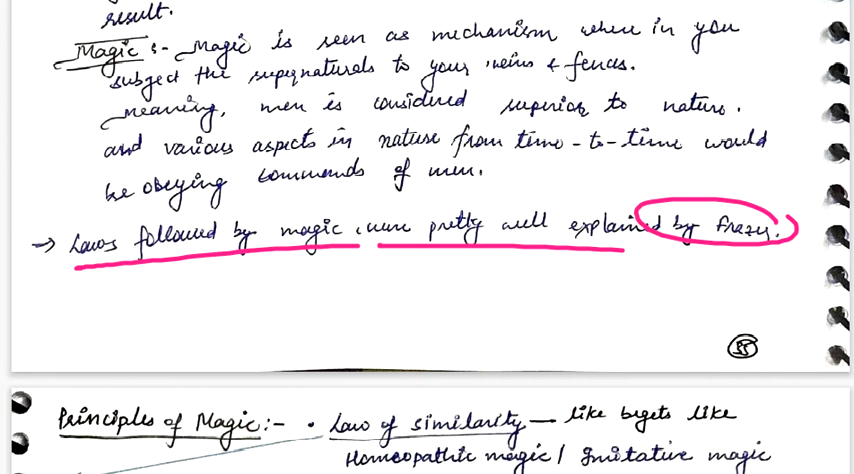 result.
Magic :- Magic is seen as mechanism where in you
subject the supernaturals to your & fences.
meaning, men is considered superior to nature.
and various aspects in nature from time-to-time would
be obeying commands of men.
→ Laws followed by magic were pretty well explained by Frazer.
35
Principles of Magic:- • Law of similarity — like begets like
Homeopathic magic / Imitative magic